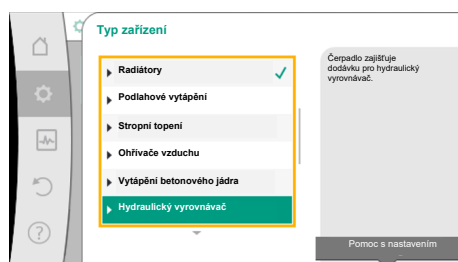 Typ zařízení
Radiátory
Podlahové vytápění
Stropní topení
Ohřívače vzduchu
Vytápění betonového jádra
Hydraulický vyrovnávač
Čerpadlo zajišťuje
dodávku pro hydraulický
vyrovnávač.
Pomoc s nastavením